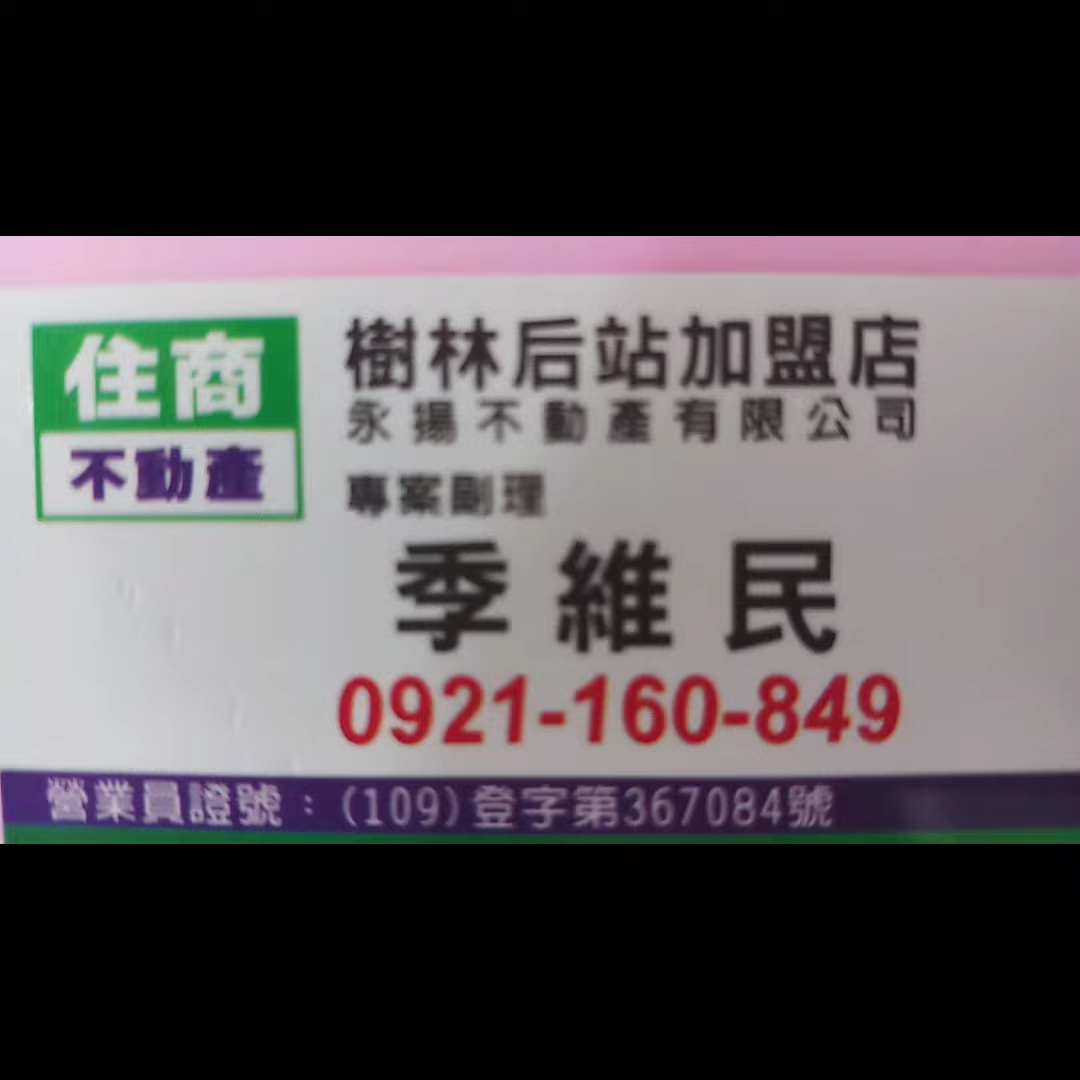 住商
不動產
樹林后站加盟店
永揚不動產有限公司
專案副理
季維民
0921-160-849
營業員證號：(109)登字第367084號